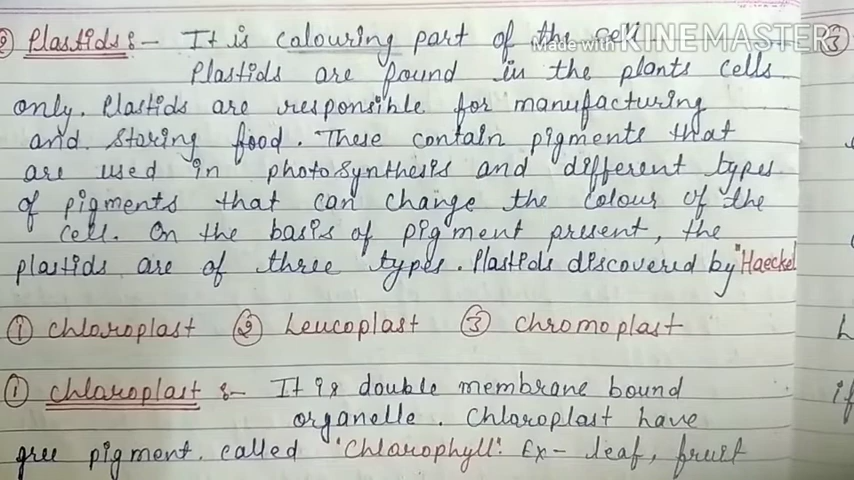 Plastids :- It is colouring part of the cell.
Made with KINEMASTER
Plastids are found in the plants cells
only. Plastids are responsible for manufacturing
and storing food. These contain pigments that
are used in photosynthesis and different types
of pigments that can change the colour of the
cell. On the basis of pigment present, the
plastids are of three types. Plastids discovered by "Haeckel
① Chloroplast ② Leucoplast ③ Chromoplast
① Chloroplast :- It is double membrane bound
organelle. Chloroplast have
gree pigment. called 'Chlorophyll'. Ex- leaf, fruit
③
if